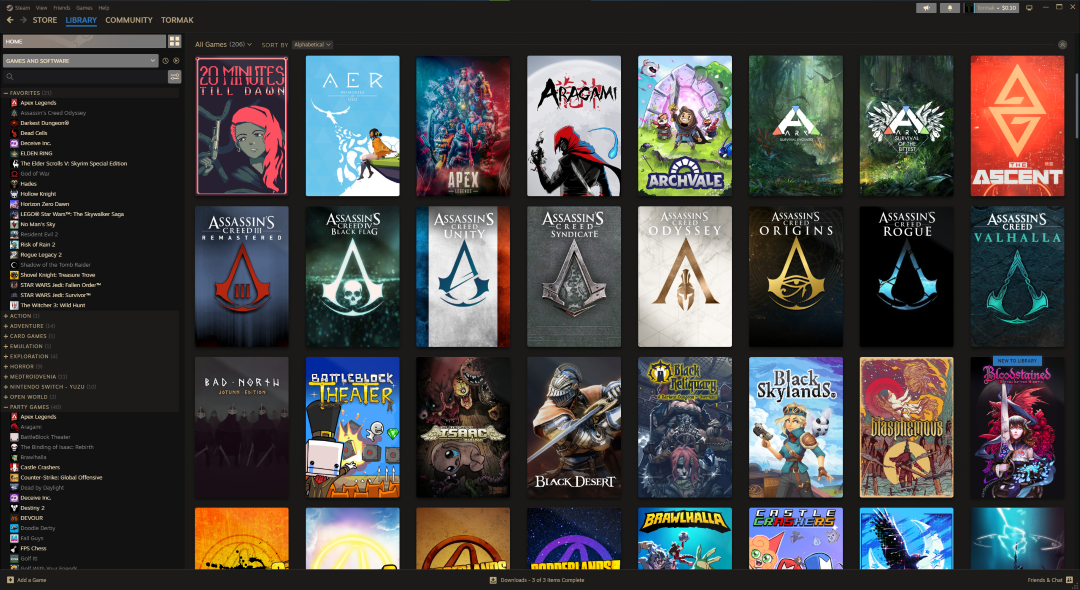 Steam View Friends Games Help
STORE LIBRARY COMMUNITY TORMAK
Tormak $0.10
HOME
GAMES AND SOFTWARE
All Games (206) SORT BY Alphabetical
— FAVORITES (21)
Apex Legends
Assassin's Creed Odyssey
Darkest Dungeon®
Dead Cells
Deceive Inc.
ELDEN RING
The Elder Scrolls V: Skyrim Special Edition
God of War
Hades
Hollow Knight
Horizon Zero Dawn
LEGO® Star Wars™: The Skywalker Saga
No Man's Sky
Resident Evil 2
Risk of Rain 2
Rogue Legacy 2
Shadow of the Tomb Raider
Shovel Knight: Treasure Trove
STAR WARS Jedi: Fallen Order™
STAR WARS Jedi: Survivor™
The Witcher 3: Wild Hunt
+ ACTION
+ ADVENTURE (14)
+ CARD GAMES
+ EMULATION
+ EXPLORATION
+ HORROR
+ METROIDVENIA
+ NINTENDO SWITCH - YUZU
+ OPEN WORLD
— PARTY GAMES
Apex Legends
Aragami
BattleBlock Theater
The Binding of Isaac: Rebirth
Brawlhalla
Castle Crashers
Counter-Strike: Global Offensive
Dead by Daylight
Deceive Inc.
Destiny 2
DEVOUR
Doodle Derby
Fall Guys
FPS Chess
Golf It!
Golf With Your Friends
20 MINUTES
TILL DAWN
AER
APEX
LEGENDS
ARAGAMI
ARCHVALE
ARK
SURVIVAL EVOLVED
ARK
SURVIVAL
OF THE
FITTEST
THE
ASCENT
ASSASSIN'S
CREED III
REMASTERED
ASSASSIN'S
CREED IV
BLACK FLAG
ASSASSIN'S
CREED
UNITY
ASSASSIN'S
CREED
SYNDICATE
ASSASSIN'S
CREED
ODYSSEY
ASSASSIN'S
CREED
ORIGINS
ASSASSIN'S
CREED
ROGUE
ASSASSIN'S
CREED
VALHALLA
BAD NORTH
JOTUNN EDITION
BATTLEBLOCK
THEATER
ISAAC
BLACK DESERT
Black
Reliquary
Black
Skylands
blasphemous
NEW TO LIBRARY
Bloodstained
BORDERLANDS
BRAWLHALLA
CASTLE
CRASHERS
Add a Game
Downloads - 3 of 3 Items Complete
Friends & Chat